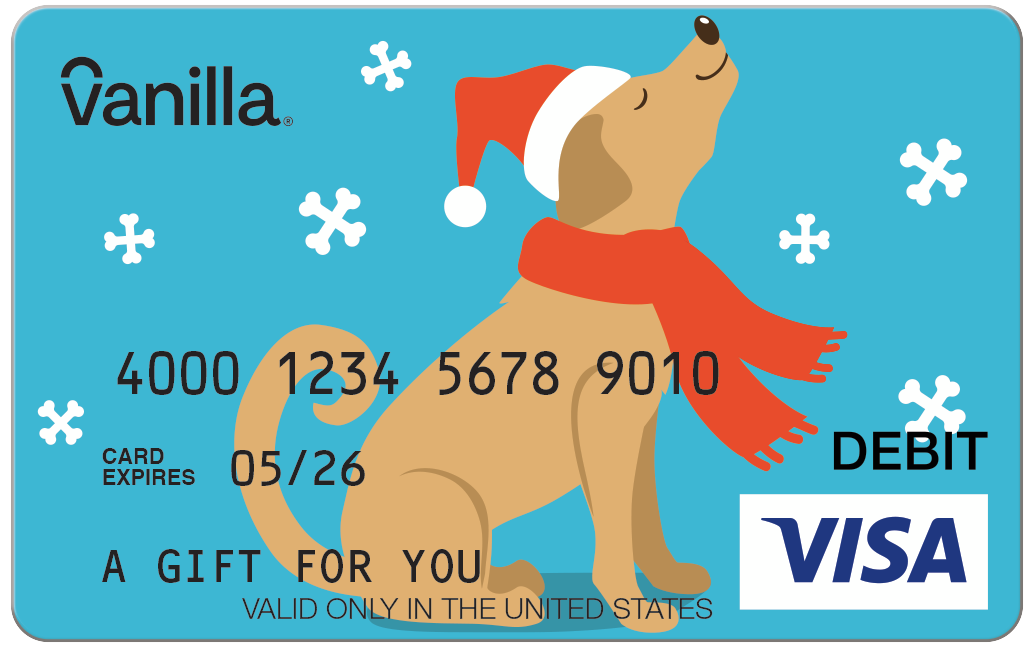 Vanilla®
4000 1234 5678 9010
DEBIT
CARD
EXPIRES 05/26
VISA
A GIFT FOR YOU
VALID ONLY IN THE UNITED STATES